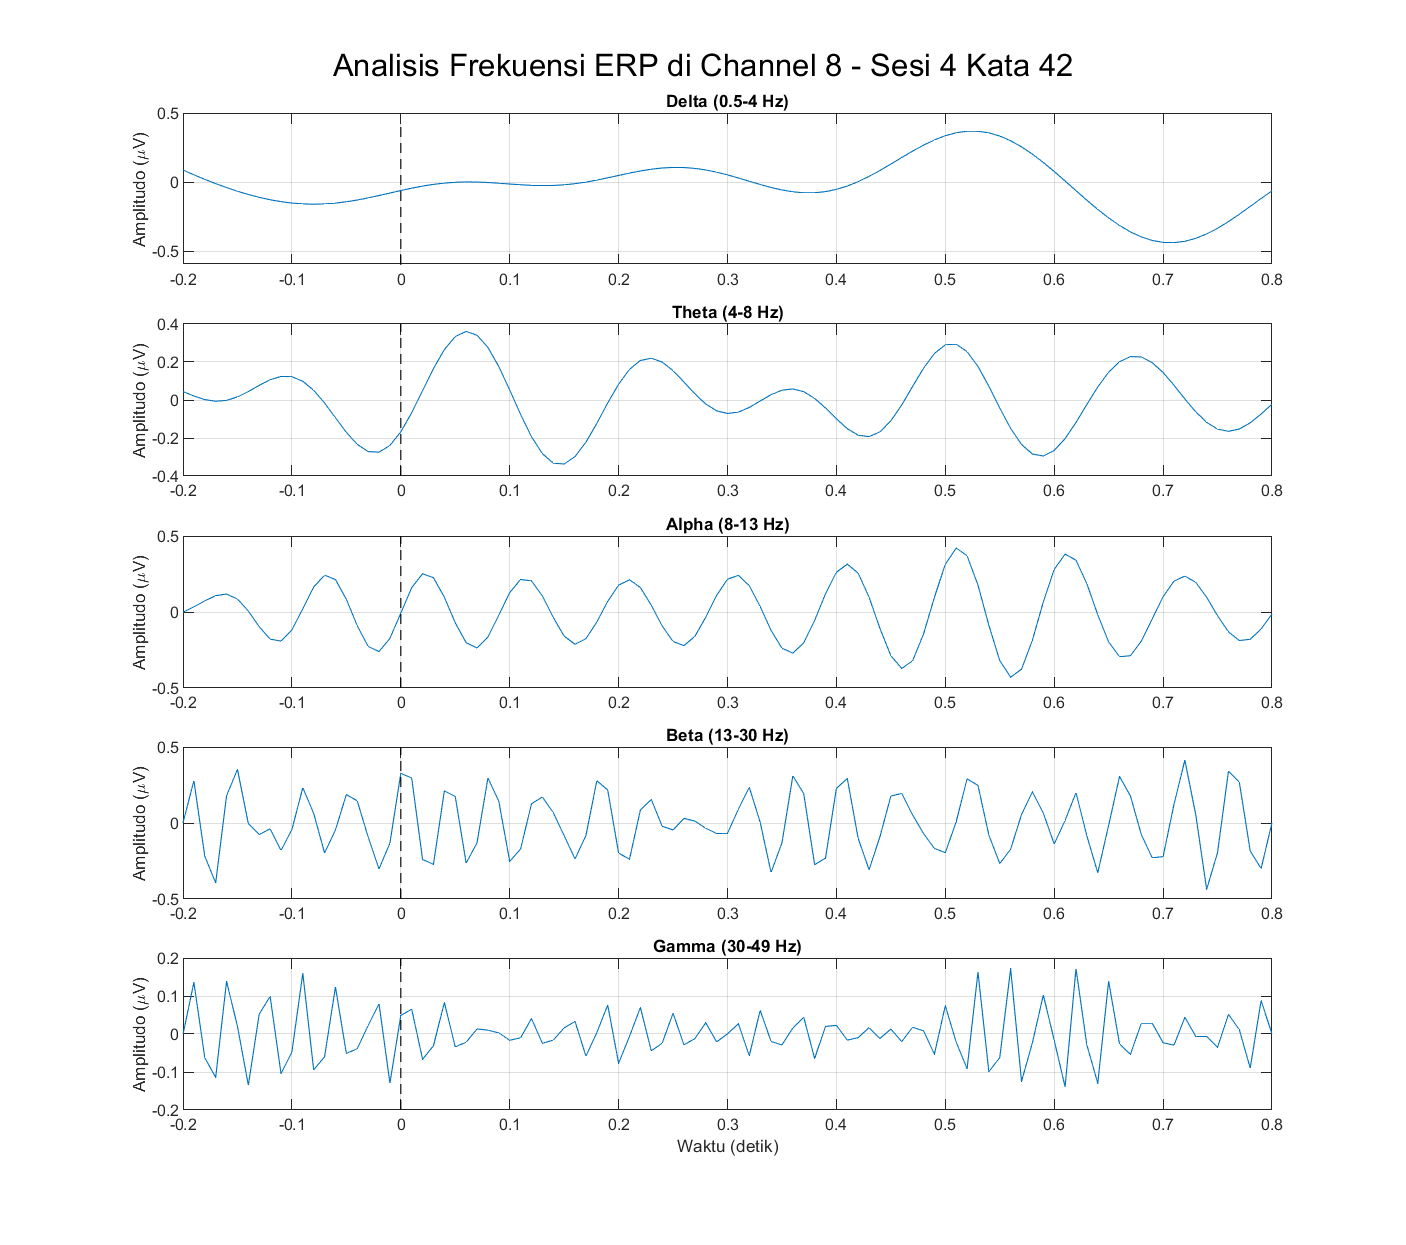 Analisis Frekuensi ERP di Channel 8 - Sesi 4 Kata 42
Delta (0.5-4 Hz)
Amplitudo (μV)
0.5
0
-0.5
-0.2 -0.1 0 0.1 0.2 0.3 0.4 0.5 0.6 0.7 0.8
Theta (4-8 Hz)
Amplitudo (μV)
0.4
0.2
0
-0.2
-0.4
-0.2 -0.1 0 0.1 0.2 0.3 0.4 0.5 0.6 0.7 0.8
Alpha (8-13 Hz)
Amplitudo (μV)
0.5
0
-0.5
-0.2 -0.1 0 0.1 0.2 0.3 0.4 0.5 0.6 0.7 0.8
Beta (13-30 Hz)
Amplitudo (μV)
0.5
0
-0.5
-0.2 -0.1 0 0.1 0.2 0.3 0.4 0.5 0.6 0.7 0.8
Gamma (30-49 Hz)
Amplitudo (μV)
0.2
0.1
0
-0.1
-0.2
-0.2 -0.1 0 0.1 0.2 0.3 0.4 0.5 0.6 0.7 0.8
Waktu (detik)